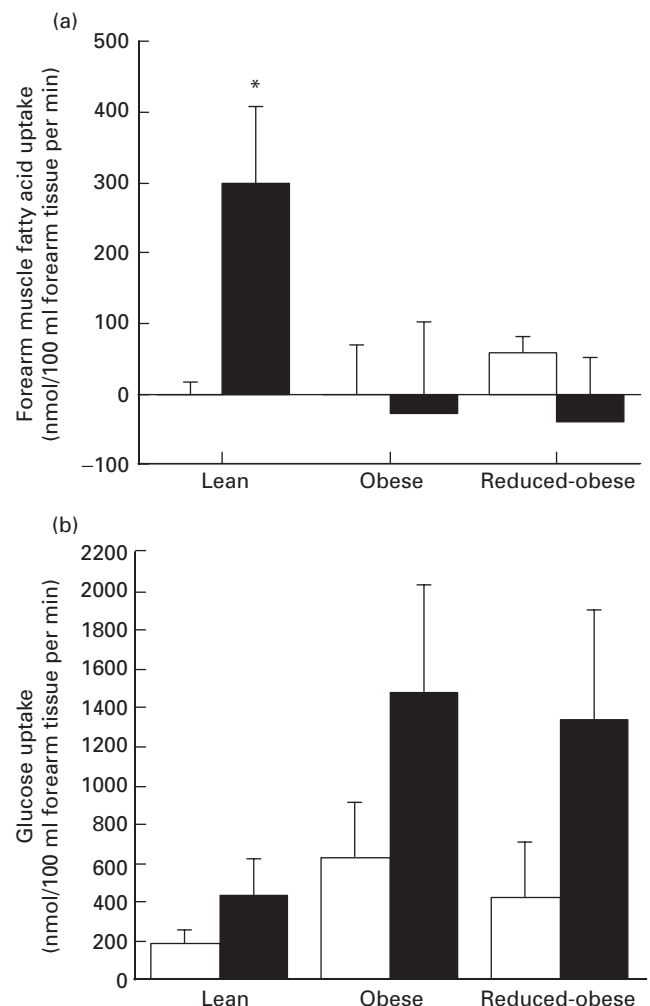 (a)
500
400
300
200
100
0
–100
Forearm muscle fatty acid uptake
(nmol/100 ml forearm tissue per min)
*
Lean Obese Reduced-obese
(b)
2200
2000
1800
1600
1400
1200
1000
800
600
400
200
0
Glucose uptake
(nmol/100 ml forearm tissue per min)
Lean Obese Reduced-obese